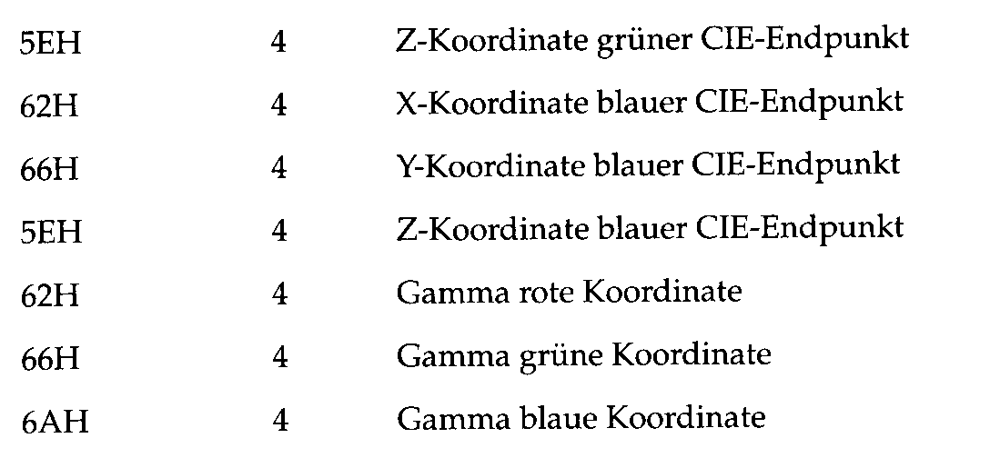 5EH 4 Z-Koordinate grüner CIE-Endpunkt
62H 4 X-Koordinate blauer CIE-Endpunkt
66H 4 Y-Koordinate blauer CIE-Endpunkt
5EH 4 Z-Koordinate blauer CIE-Endpunkt
62H 4 Gamma rote Koordinate
66H 4 Gamma grüne Koordinate
6AH 4 Gamma blaue Koordinate